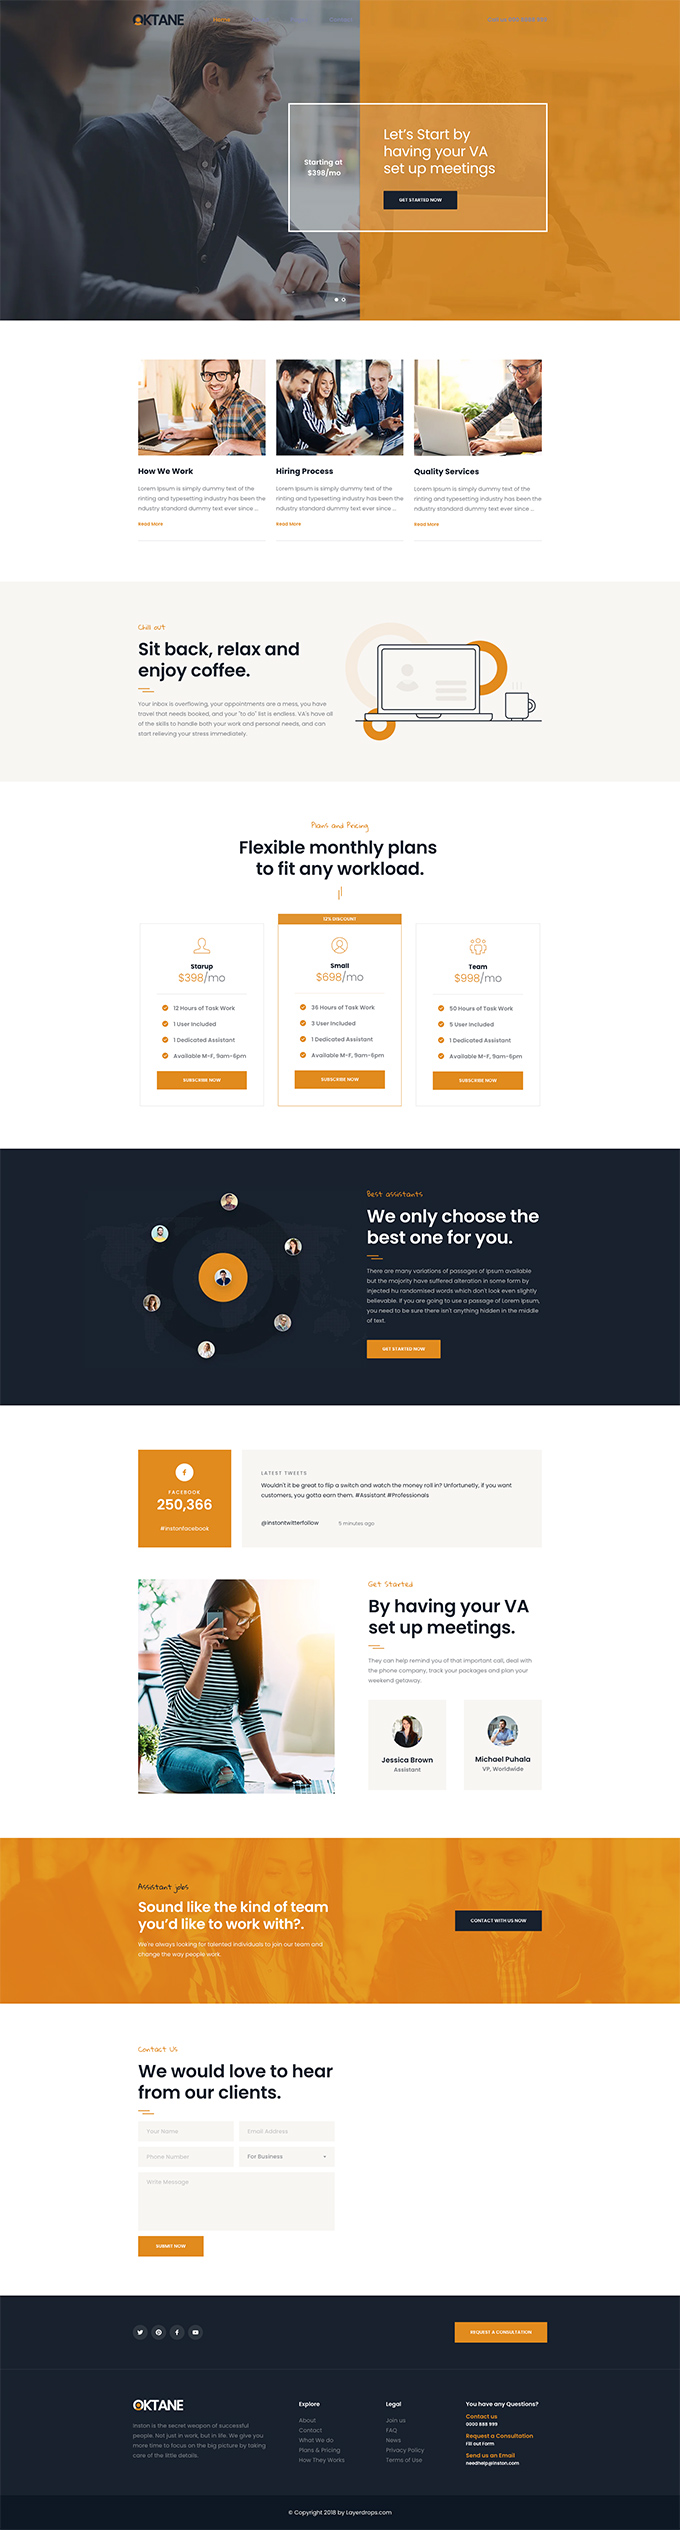 OKTANE
Home
Starting at
$398/mo
Let's Start by
having your VA
set up meetings
GET STARTED NOW
How We Work
Lorem Ipsum is simply dummy text of the
rinting and typesetting industry has been the
ndustry standard dummy text ever since ...
Read More
Hiring Process
Lorem Ipsum is simply dummy text of the
rinting and typesetting industry has been the
ndustry standard dummy text ever since ...
Read More
Quality Services
Lorem Ipsum is simply dummy text of the
rinting and typesetting industry has been the
ndustry standard dummy text ever since ...
Read More
Chill out
Sit back, relax and
enjoy coffee.
Your inbox is overflowing, your appointments are a mess, you have
travel that needs booked, and your "to do" list is endless. VA's have all
of the skills to handle both your work and personal needs, and can
start relieving your stress immediately.
Plans and Pricing
Flexible monthly plans
to fit any workload.
Starup
$398/mo
12 Hours of Task Work
1 User Included
1 Dedicated Assistant
Available M-F, 9am-6pm
SUBSCRIBE NOW
12% DISCOUNT
Small
$698/mo
36 Hours of Task Work
3 User Included
1 Dedicated Assistant
Available M-F, 9am-6pm
SUBSCRIBE NOW
Team
$998/mo
50 Hours of Task Work
5 User Included
1 Dedicated Assistant
Available M-F, 9am-6pm
SUBSCRIBE NOW
Best assistants
We only choose the
best one for you.
There are many variations of passages of Ipsum available
but the majority have suffered alteration in some form by
injected hu randomised words which don't look even slightly
believable. If you are going to use a passage of Lorem Ipsum,
you need to be sure there isn't anything hidden in the middle
of text.
GET STARTED NOW
FACEBOOK
250,366
#instonfacebook
LATEST TWEETS
Wouldn't it be great to flip a switch and watch the money roll in? Unfortunetly, if you want
customers, you gotta earn them. #Assistant #Professionals
@instontwitterfollow
5 minutes ago
Get Started
By having your VA
set up meetings.
They can help remind you of that important call, deal with
the phone company, track your packages and plan your
weekend getaway.
Jessica Brown
Assistant
Michael Puhala
VP, Worldwide
Assistant jobs
Sound like the kind of team
you'd like to work with?.
We're always looking for talented individuals to join our team and
change the way people work.
CONTACT WITH US NOW
Contact Us
We would love to hear
from our clients.
Your Name
Email Address
Phone Number
For Business
Write Message
SUBMIT NOW
REQUEST A CONSULTATION
OKTANE
Inston is the secret weapon of successful
people. Not just in work, but in life. We give you
more time to focus on the big picture by taking
care of the little details.
Explore
About
Contact
What We do
Plans & Pricing
How They Works
Legal
Join us
FAQ
News
Privacy Policy
Terms of Use
You have any Questions?
Contact us
0000 888 999
Request a Consultation
Fill out Form
Send us an Email
needhelp@inston.com
© Copyright 2018 by Layerdrops.com